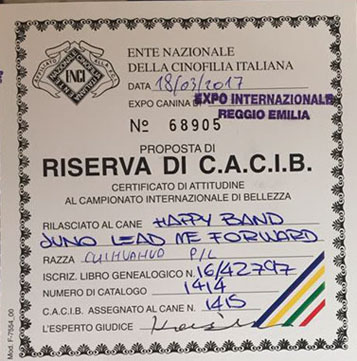 ENTE NAZIONALE
DELLA CINOFILIA ITALIANA
DATA 18/03/2017
EXPO CANINA DI EXPO INTERNAZIONALE
REGGIO EMILIA
No 68905
PROPOSTA DI
RISERVA DI C.A.C.I.B.
CERTIFICATO DI ATTITUDINE
AL CAMPIONATO INTERNAZIONALE DI BELLEZZA
RILASCIATO AL CANE HAPPY BAND
JUNO LEAD ME FORWARD
RAZZA CHIHUAHUA P/L
ISCRIZ. LIBRO GENEALOGICO N. 16/42797
NUMERO DI CATALOGO 1414
C.A.C.I.B. ASSEGNATO AL CANE N. 1415
L'ESPERTO GIUDICE
ENCI
Mod. F-7554_00